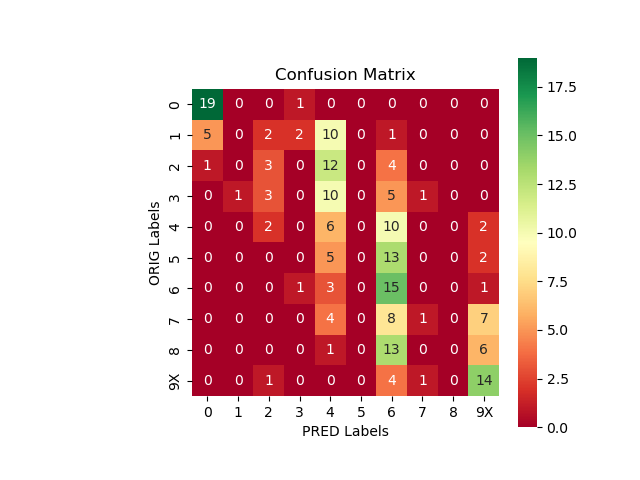 Confusion Matrix
0 19 0 0 1 0 0 0 0 0 0
1 5 0 2 2 10 0 1 0 0 0
2 1 0 3 0 12 0 4 0 0 0
3 0 1 3 0 10 0 5 1 0 0
4 0 0 2 0 6 0 10 0 0 2
5 0 0 0 0 5 0 13 0 0 2
6 0 0 0 1 3 0 15 0 0 1
7 0 0 0 0 4 0 8 1 0 7
8 0 0 0 0 1 0 13 0 0 6
9X 0 0 1 0 0 0 4 1 0 14
0 1 2 3 4 5 6 7 8 9X
PRED Labels
ORIG Labels
17.5
15.0
12.5
10.0
7.5
5.0
2.5
0.0